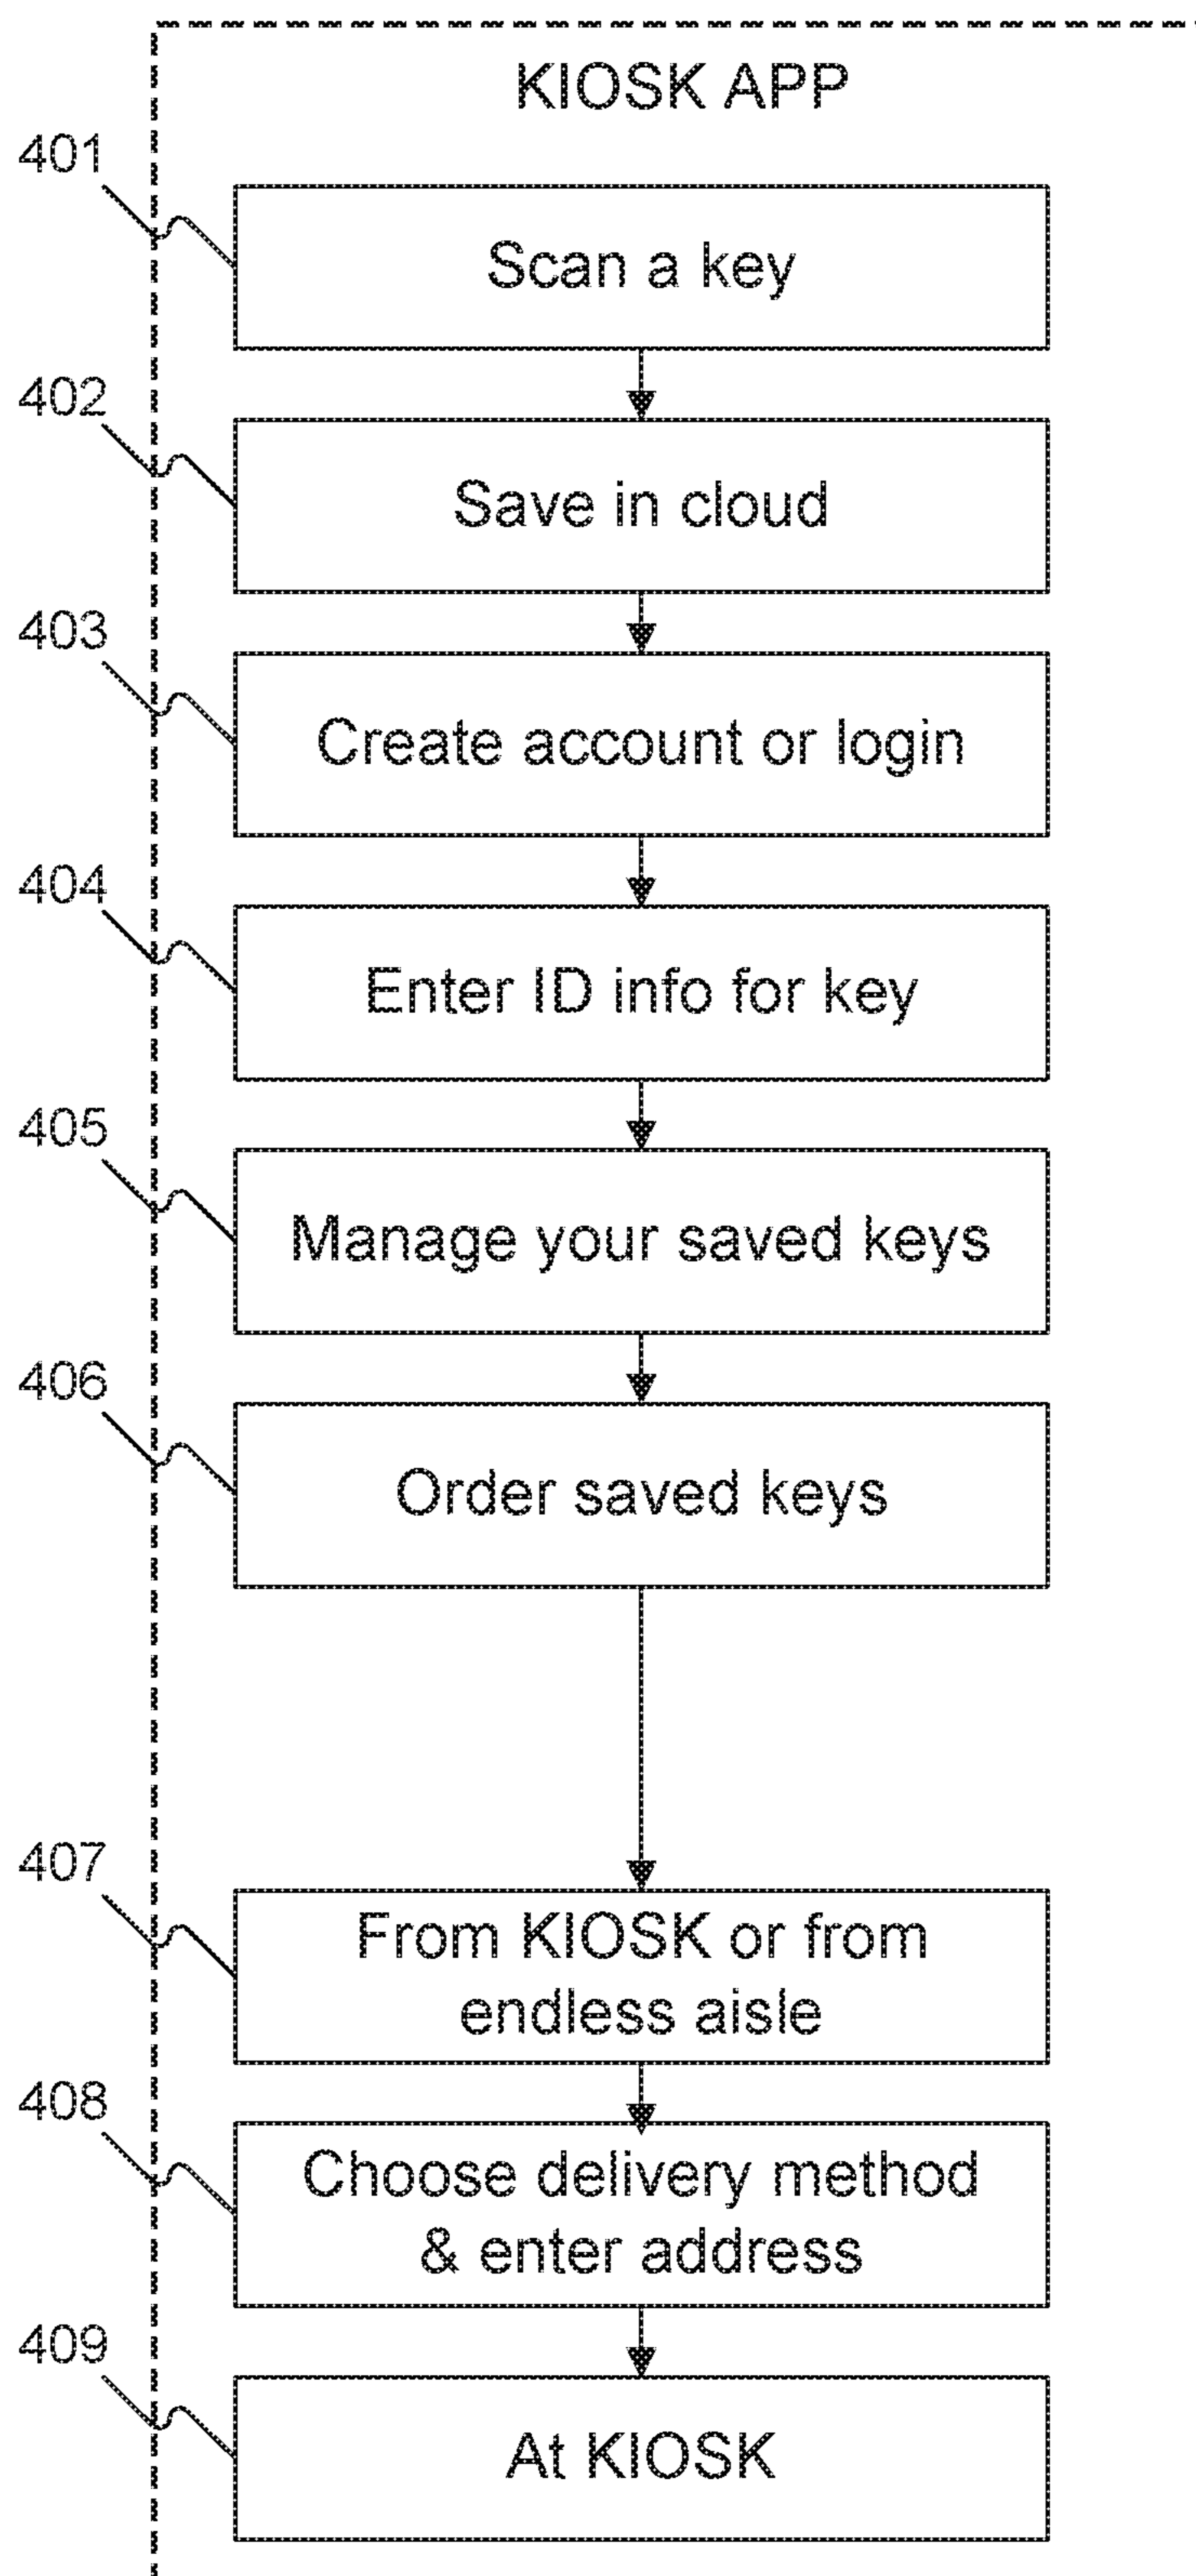 KIOSK APP
401
Scan a key
402
Save in cloud
403
Create account or login
404
Enter ID info for key
405
Manage your saved keys
406
Order saved keys
407
From KIOSK or from
endless aisle
408
Choose delivery method
& enter address
409
At KIOSK